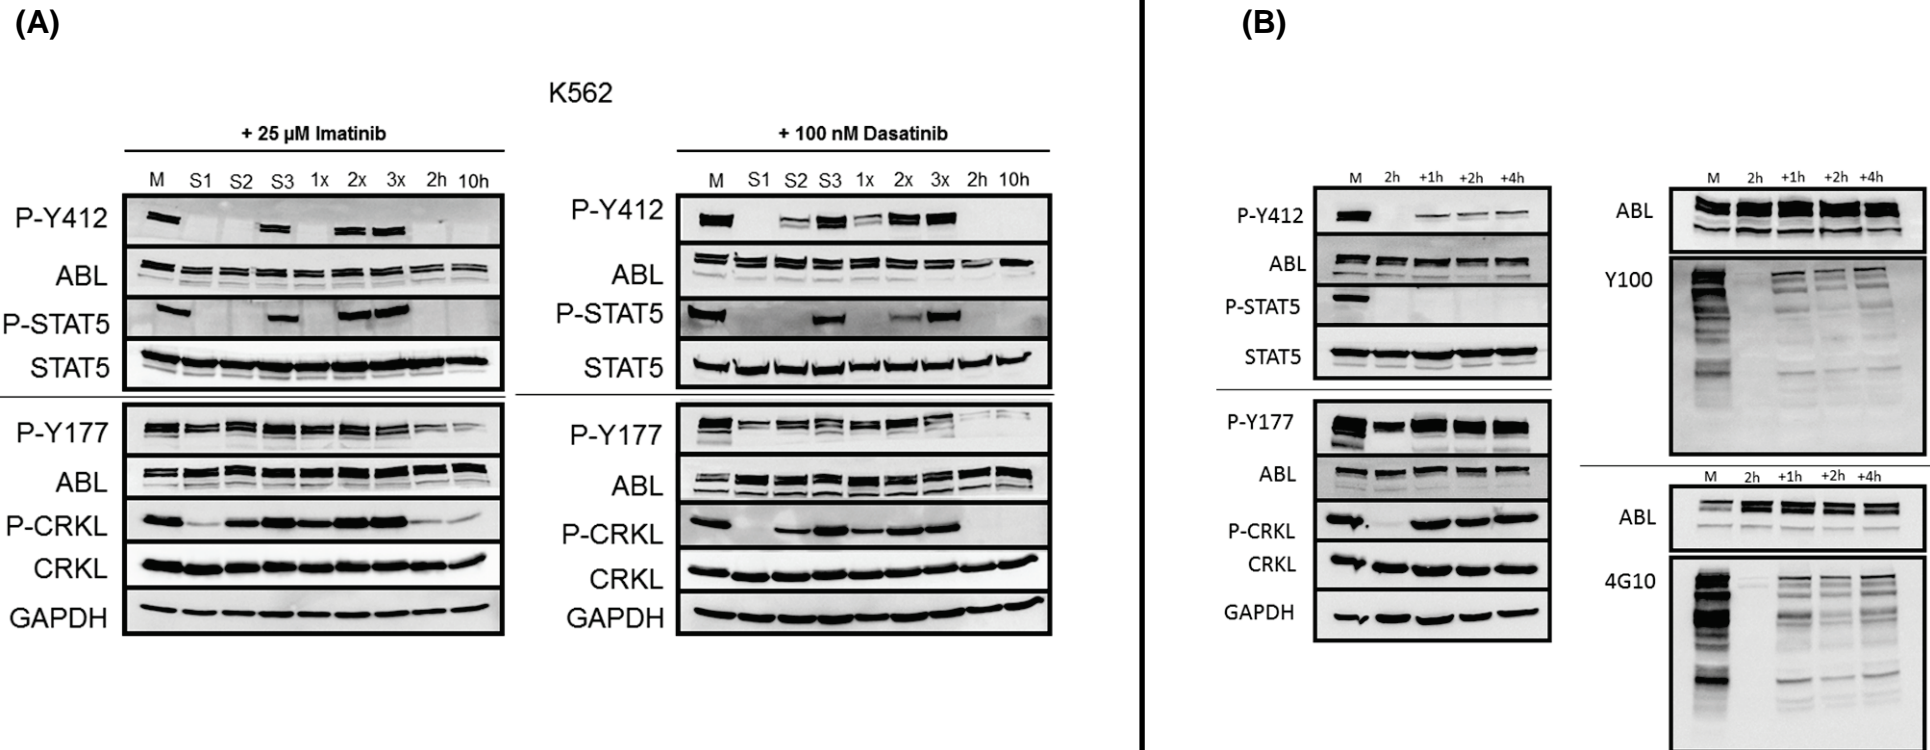 (A)
K562
+ 25 µM Imatinib
M S1 S2 S3 1x 2x 3x 2h 10h
P-Y412
ABL
P-STAT5
STAT5
P-Y177
ABL
P-CRKL
CRKL
GAPDH
+ 100 nM Dasatinib
M S1 S2 S3 1x 2x 3x 2h 10h
P-Y412
ABL
P-STAT5
STAT5
P-Y177
ABL
P-CRKL
CRKL
GAPDH
(B)
M 2h +1h +2h +4h
P-Y412
ABL
P-STAT5
STAT5
P-Y177
ABL
P-CRKL
CRKL
GAPDH
M 2h +1h +2h +4h
ABL
Y100
M 2h +1h +2h +4h
ABL
4G10